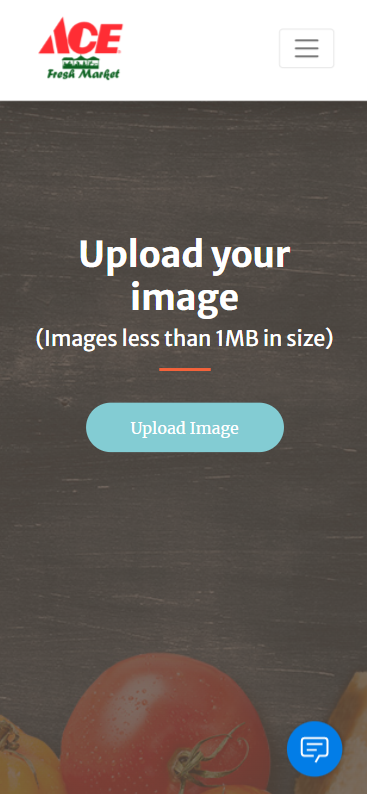 ACE
Fresh Market
Upload your
image
(Images less than 1MB in size)
Upload Image